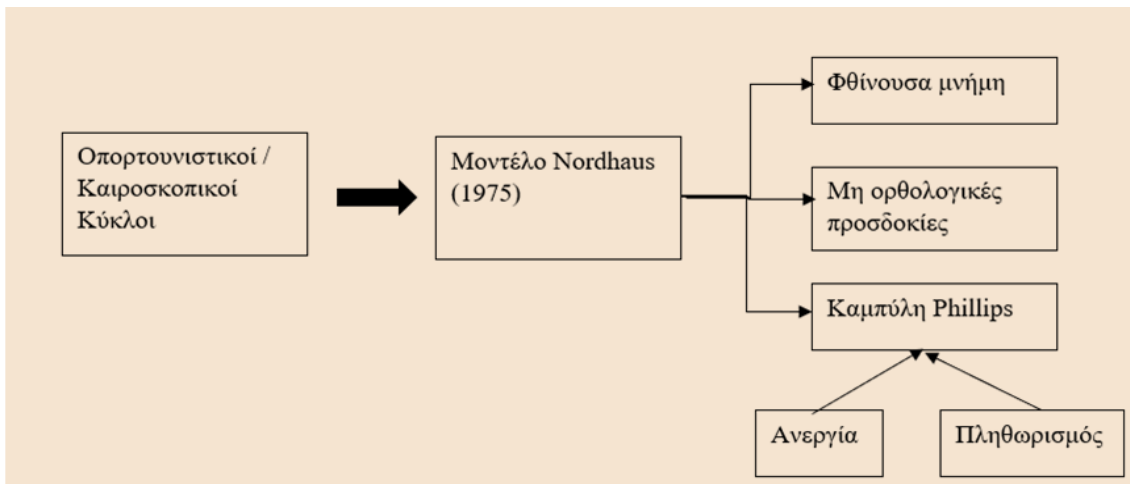 Οπορτουνιστικοί /
Καιροσκοπικοί
Κύκλοι
Μοντέλο Nordhaus
(1975)
Φθίνουσα μνήμη
Μη ορθολογικές
προσδοκίες
Καμπύλη Phillips
Ανεργία
Πληθωρισμός